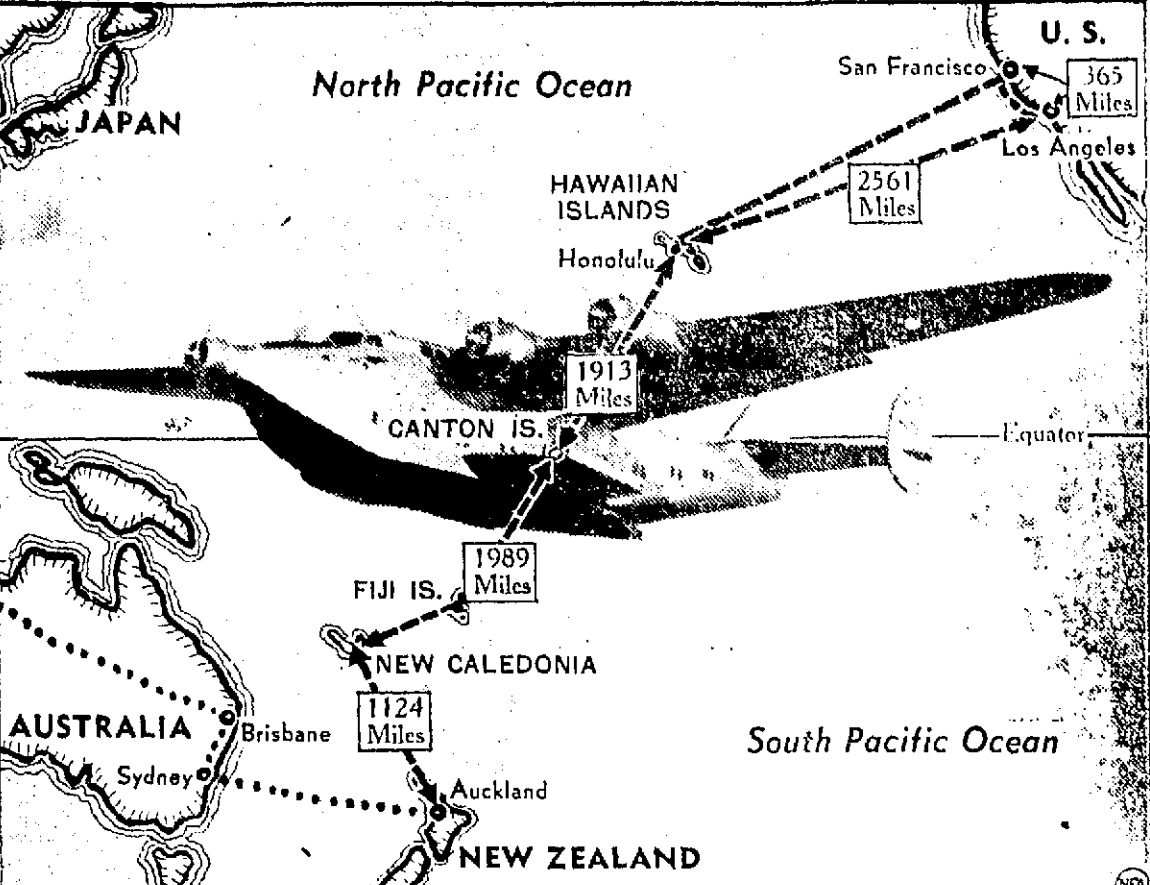 U. S.
San Francisco
365
Miles
North Pacific Ocean
JAPAN
Los Angeles
2561
Miles
HAWAIIAN
ISLANDS
Honolulu
1913
Miles
CANTON IS.
Equator
1989
Miles
FIJI IS.
NEW CALEDONIA
1124
Miles
AUSTRALIA
Brisbane
South Pacific Ocean
Sydney
Auckland
NEW ZEALAND